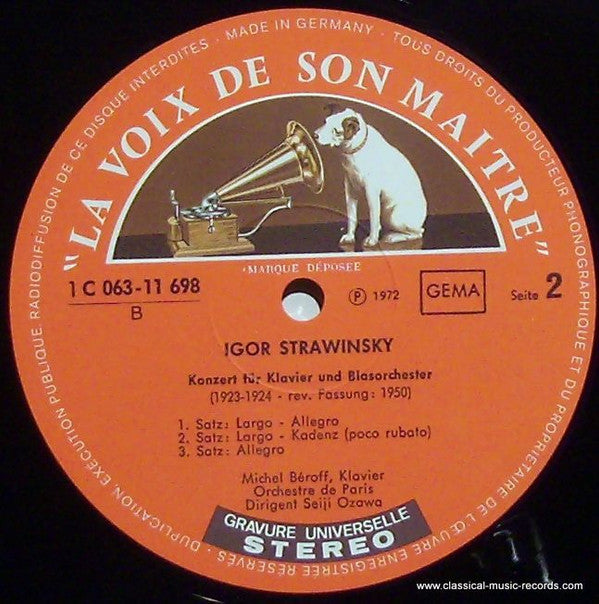 DUPLICATION, EXÉCUTION PUBLIQUE, RADIODIFFUSION DE CE DISQUE INTERDITES · MADE IN GERMANY · TOUS DROITS DU PRODUCTEUR PHONOGRAPHIQUE ET DU PROPRIETAIRE DE L'ŒUVRE ENREGISTREE RÉSERVÉS ·
"LA VOIX DE SON MAITRE"
MARQUE DÉPOSÉE
1 C 063-11 698
B
Ⓟ 1972
GEMA
Seite 2
IGOR STRAWINSKY
Konzert für Klavier und Blasorchester
(1923-1924 - rev. Fassung: 1950)
1. Satz: Largo - Allegro
2. Satz: Largo - Kadenz (poco rubato)
3. Satz: Allegro
Michel Béroff, Klavier
Orchestre de Paris
Dirigent Seiji Ozawa
GRAVURE UNIVERSELLE
STEREO
www.classical-music-records.com